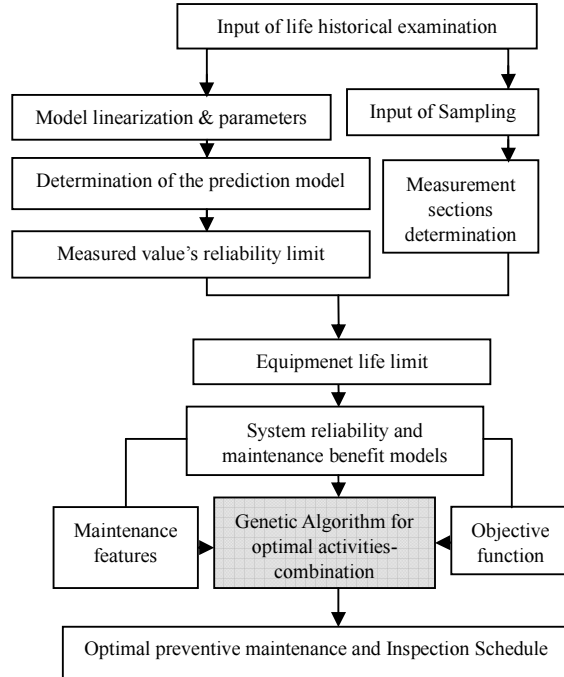 Input of life historical examination
Model linearization & parameters
Input of Sampling
Determination of the prediction model
Measurement
sections
determination
Measured value's reliability limit
Equipmenet life limit
System reliability and
maintenance benefit models
Maintenance
features
Genetic Algorithm for
optimal activities-
combination
Objective
function
Optimal preventive maintenance and Inspection Schedule